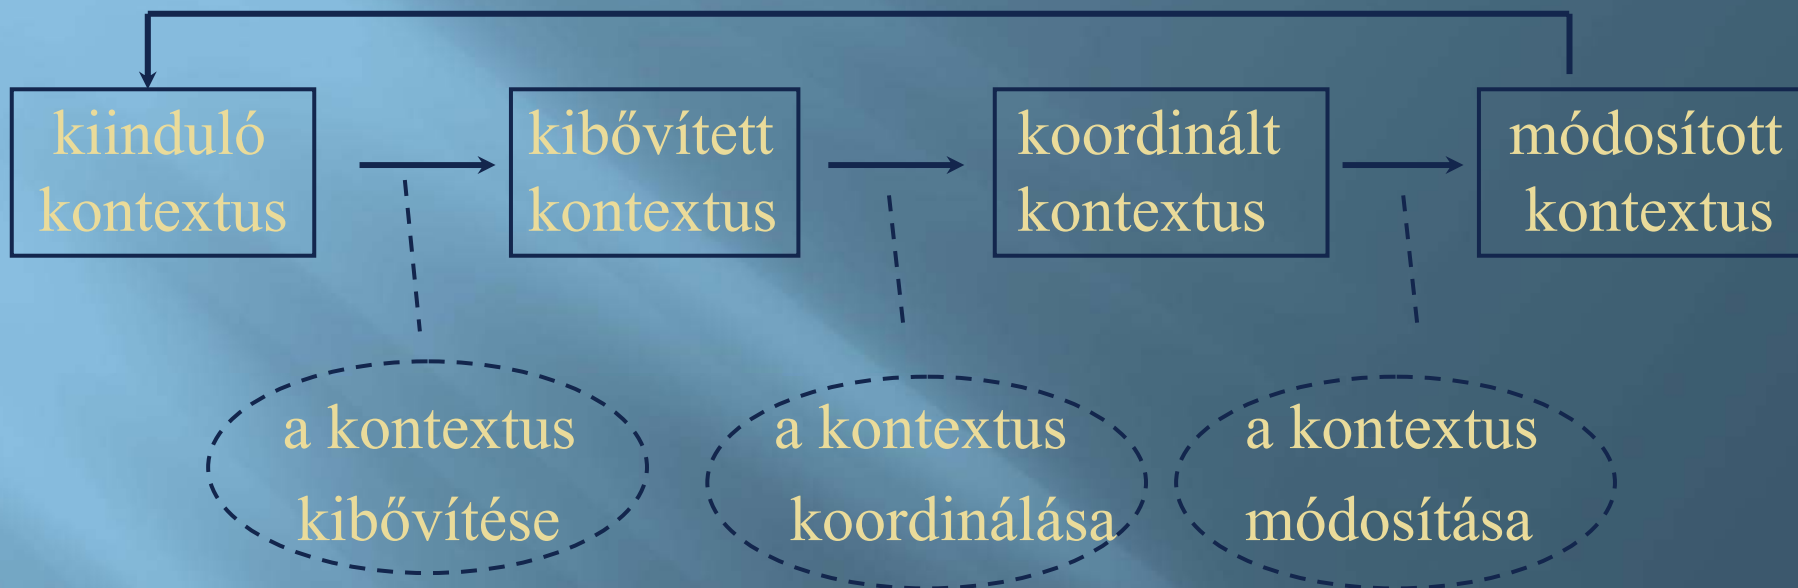 kiinduló
kontextus
kibővített
kontextus
koordinált
kontextus
módosított
kontextus
a kontextus
kibővítése
a kontextus
koordinálása
a kontextus
módosítása